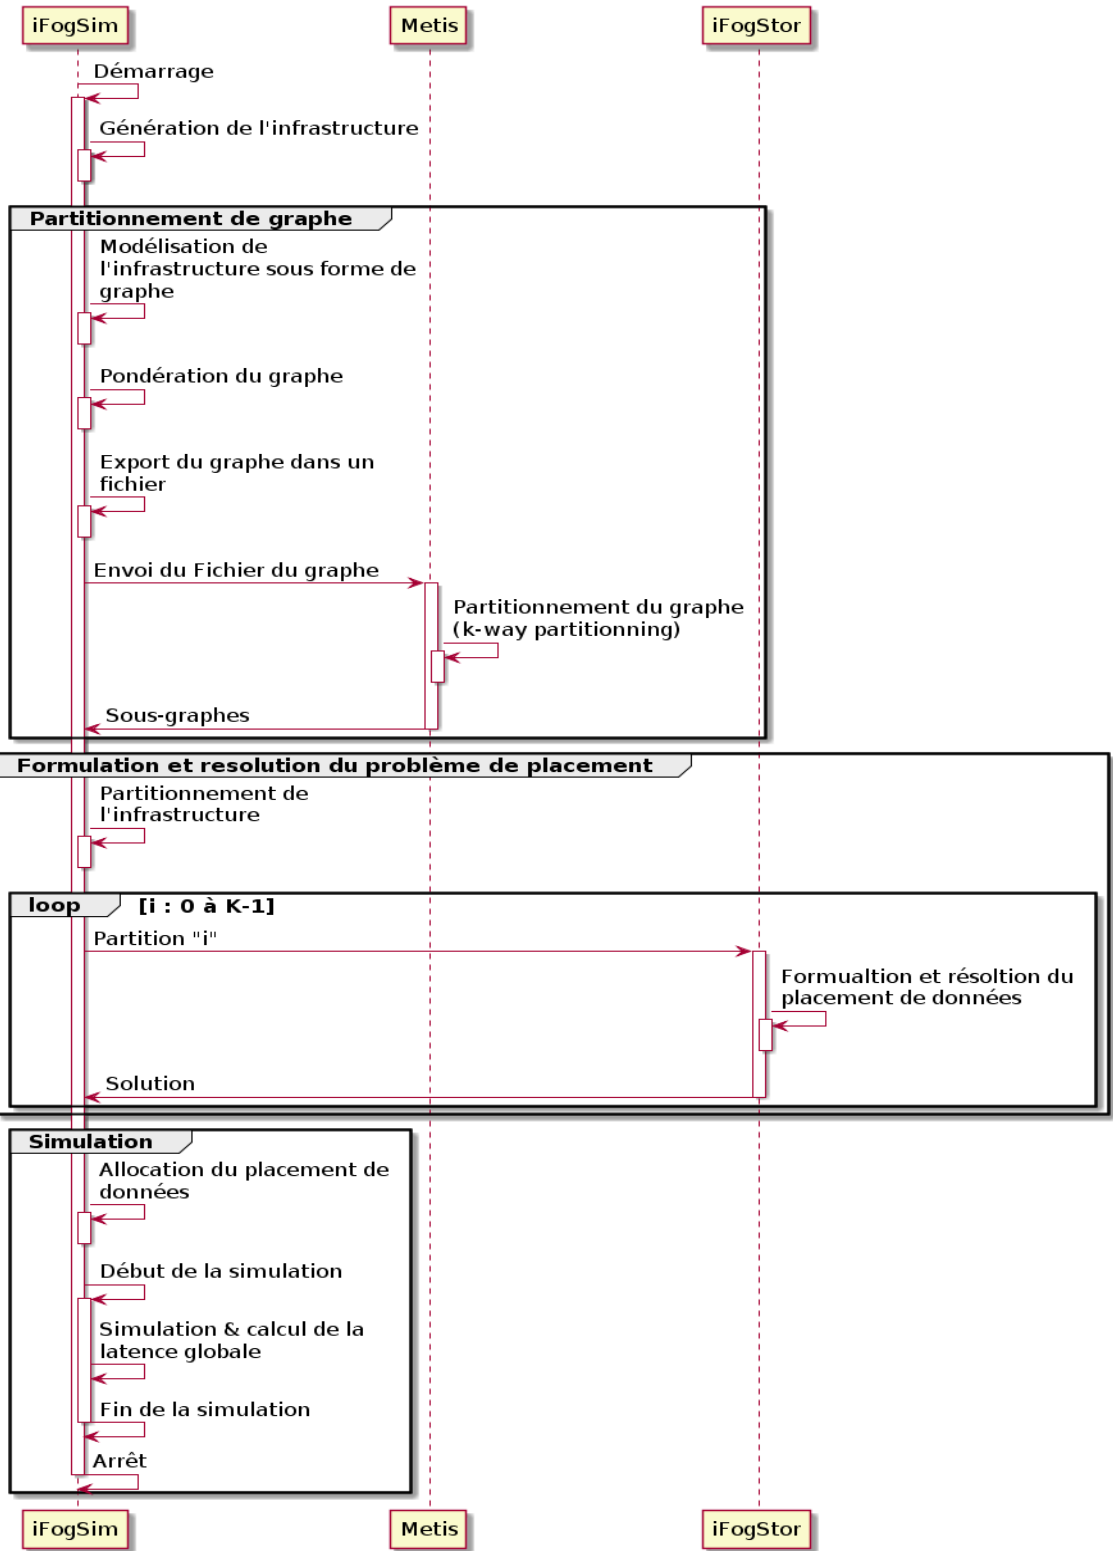 iFogSim Metis iFogStor
Démarrage
Génération de l'infrastructure
Partitionnement de graphe
Modélisation de
l'infrastructure sous forme de
graphe
Pondération du graphe
Export du graphe dans un
fichier
Envoi du Fichier du graphe
Partitionnement du graphe
(k-way partitionning)
Sous-graphes
Formulation et resolution du problème de placement
Partitionnement de
l'infrastructure
loop [i : 0 à K-1]
Partition "i"
Formualtion et résoltion du
placement de données
Solution
Simulation
Allocation du placement de
données
Début de la simulation
Simulation & calcul de la
latence globale
Fin de la simulation
Arrêt
iFogSim Metis iFogStor